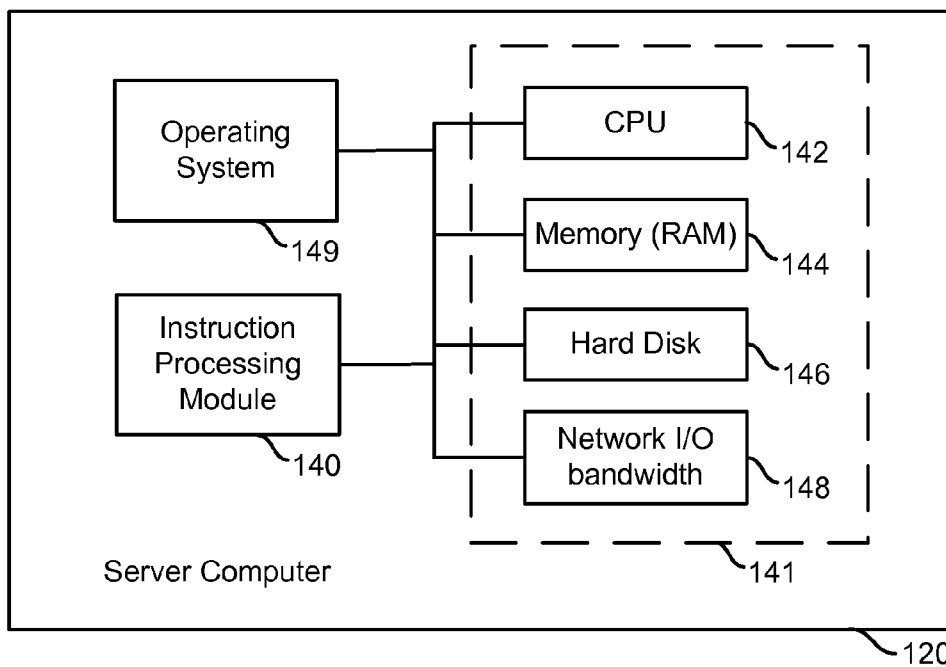 Operating
System
149
Instruction
Processing
Module
140
CPU
142
Memory (RAM)
144
Hard Disk
146
Network I/O
bandwidth
148
141
Server Computer
120